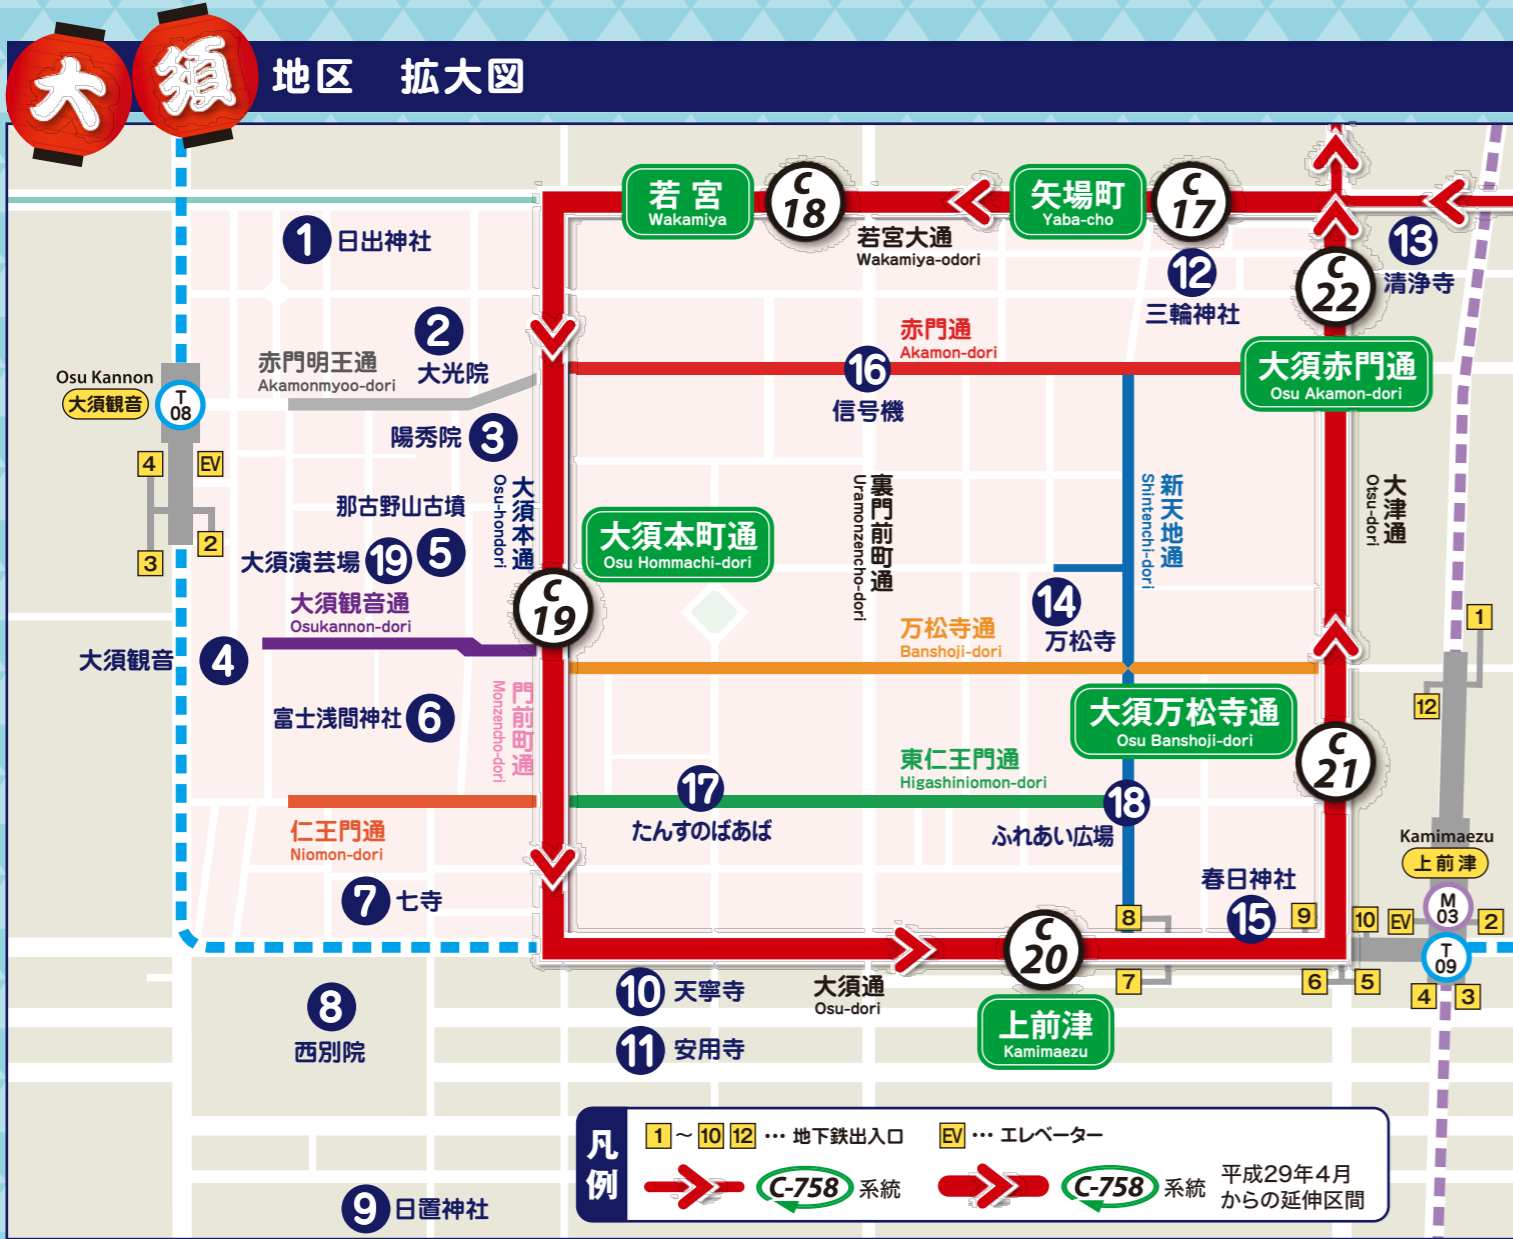 大須 地区 拡大図
若宮
Wakamiya
C
18
矢場町
Yaba-cho
C
17
若宮大通
Wakamiya-odori
1 日出神社
12
三輪神社
13
清浄寺
C
22
2
大光院
赤門明王通
Akamonmyoo-dori
赤門通
Akamon-dori
16
信号機
大須赤門通
Osu Akamon-dori
Osu Kannon
大須観音
T
08
陽秀院 3
4
EV
3
2
那古野山古墳
5
大須演芸場 19
大須本通
Osu-hondori
大須本町通
Osu Hommachi-dori
C
19
裏門前町通
Uramonzencho-dori
新天地通
Shintenchi-dori
大津通
Otsu-dori
14
万松寺
大須観音通
Osukannon-dori
大須観音 4
万松寺通
Banshoji-dori
1
12
富士浅間神社 6
門前町通
Monzencho-dori
大須万松寺通
Osu Banshoji-dori
C
21
東仁王門通
Higashiniomon-dori
17
たんすのばあば
18
ふれあい広場
仁王門通
Niomon-dori
7 七寺
春日神社
15
Kamimaezu
上前津
M
03
T
09
8
9
10
EV
2
7
6
5
4
3
C
20
上前津
Kamimaezu
大須通
Osu-dori
8
西別院
10 天寧寺
11 安用寺
9 日置神社
凡例
1 ～ 10 12 … 地下鉄出入口
EV … エレベーター
C-758 系統
C-758 系統 平成29年4月
からの延伸区間